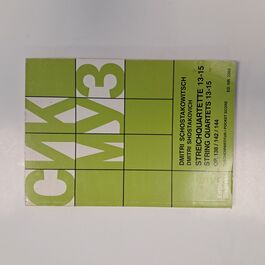 СИК
МУЗ
DMITRI SCHOSTAKOWITSCH
DMITRI SHOSTAKOVICH
STREICHQUARTETTE 13-15
STRING QUARTETS 13-15
OP. 138 / 142 / 144